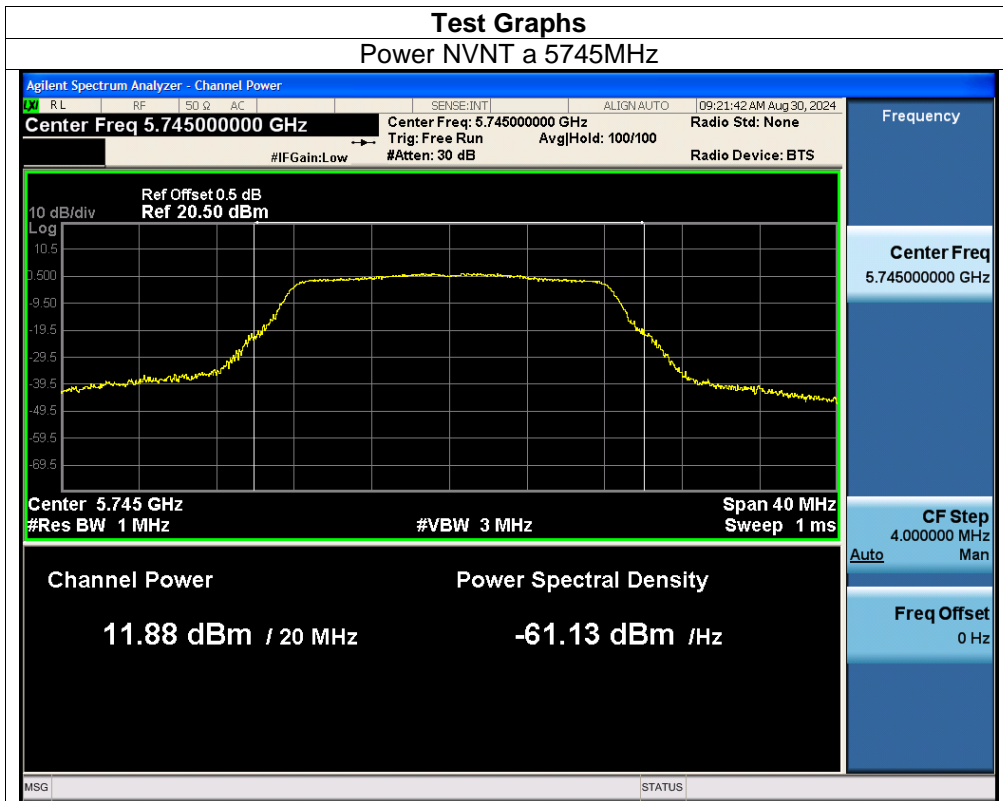 Test Graphs
Power NVNT a 5745MHz
Agilent Spectrum Analyzer - Channel Power
LXI RL RF 50 Ω AC SENSE:INT ALIGN AUTO 09:21:42 AM Aug 30, 2024
Center Freq 5.745000000 GHz Center Freq: 5.745000000 GHz Radio Std: None
Trig: Free Run Avg|Hold: 100/100
#IFGain:Low #Atten: 30 dB Radio Device: BTS
Frequency
Ref Offset 0.5 dB
10 dB/div Ref 20.50 dBm
Log
10.5
0.500
-9.50
-19.5
-29.5
-39.5
-49.5
-59.5
-69.5
Center 5.745 GHz Span 40 MHz
#Res BW 1 MHz #VBW 3 MHz Sweep 1 ms
Channel Power Power Spectral Density
11.88 dBm / 20 MHz -61.13 dBm /Hz
Center Freq
5.745000000 GHz
CF Step
4.000000 MHz
Auto Man
Freq Offset
0 Hz
MSG STATUS